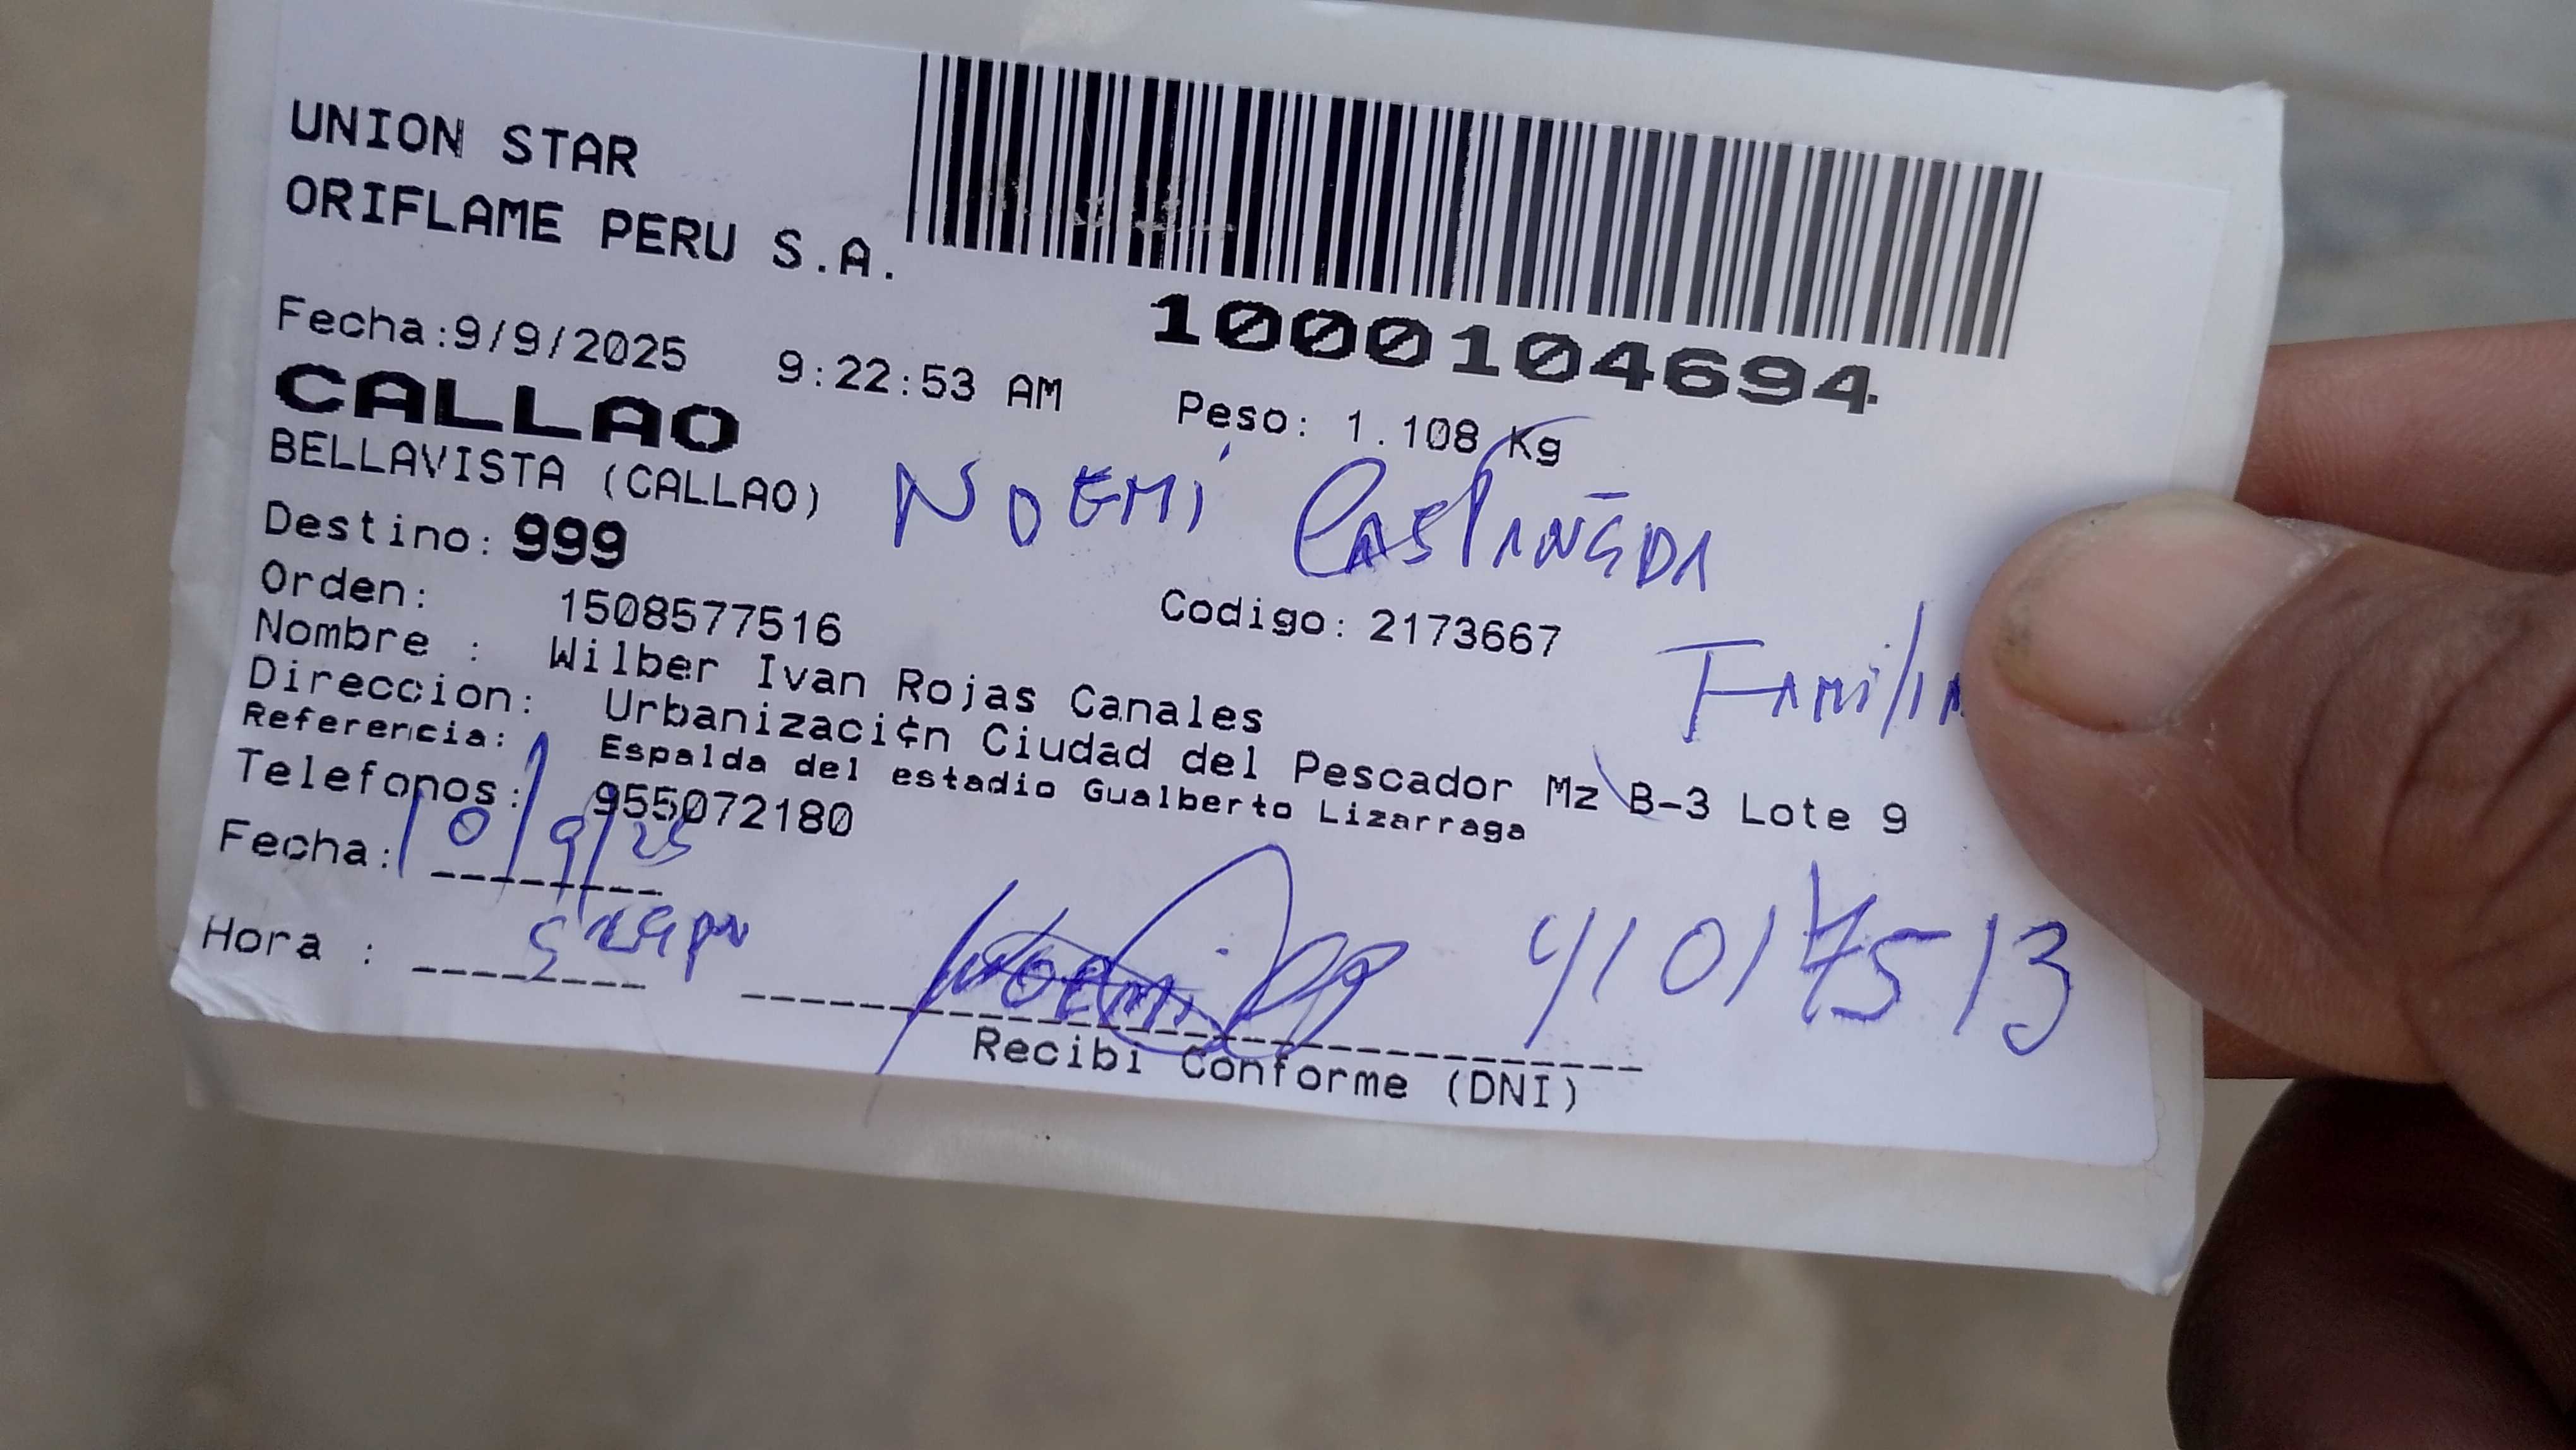 UNION STAR
ORIFLAME PERU S.A.
1000104694
Fecha:9/9/2025 9:22:53 AM Peso: 1.108 Kg
CALLAO
BELLAVISTA (CALLAO)
NOEMÍ CASTAÑEDA
Destino: 999
Orden: 1508577516 Codigo: 2173667
Nombre : Wilber Ivan Rojas Canales
FAMiliA
Direccion: Urbanizaci¢n Ciudad del Pescador Mz B-3 Lote 9
Referencia: Espalda del estadio Gualberto Lizarraga
Telefonos: 955072180
Fecha: 10/9/25
Hora :
Noemi 41017513
Recibi Conforme (DNI)